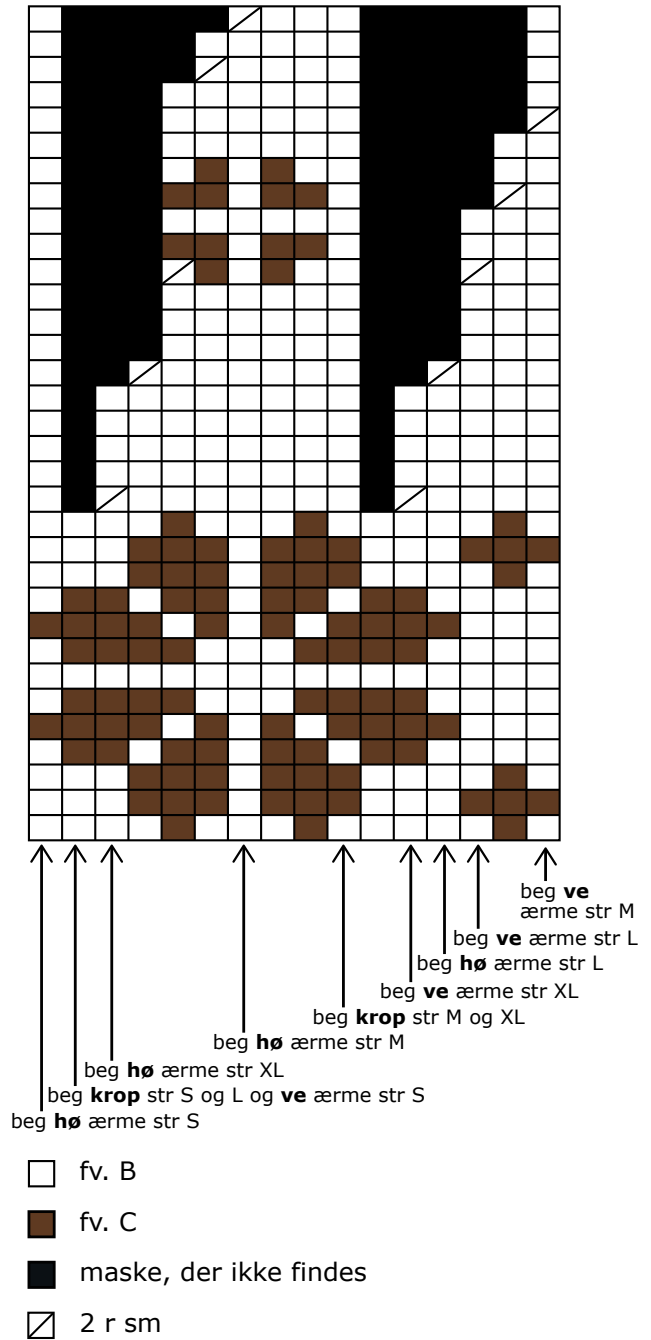 beg ve
ærme str M
beg ve ærme str L
beg hø ærme str L
beg ve ærme str XL
beg krop str M og XL
beg hø ærme str M
beg hø ærme str XL
beg krop str S og L og ve ærme str S
beg hø ærme str S
fv. B
fv. C
maske, der ikke findes
2 r sm